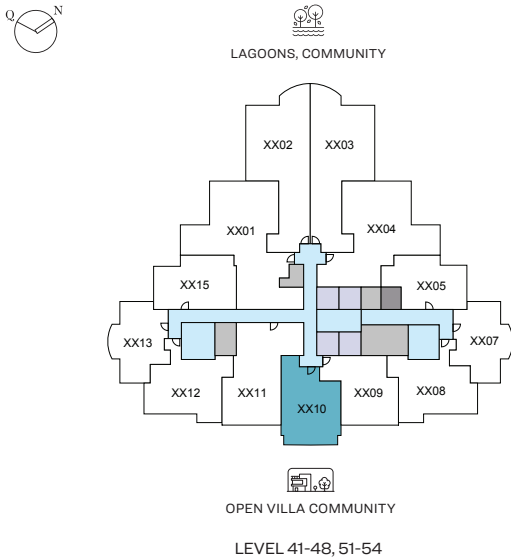 Q N
LAGOONS, COMMUNITY
XX02 XX03
XX01 XX04
XX15 XX05
XX13 XX07
XX12 XX11 XX10 XX09 XX08
OPEN VILLA COMMUNITY
LEVEL 41-48, 51-54